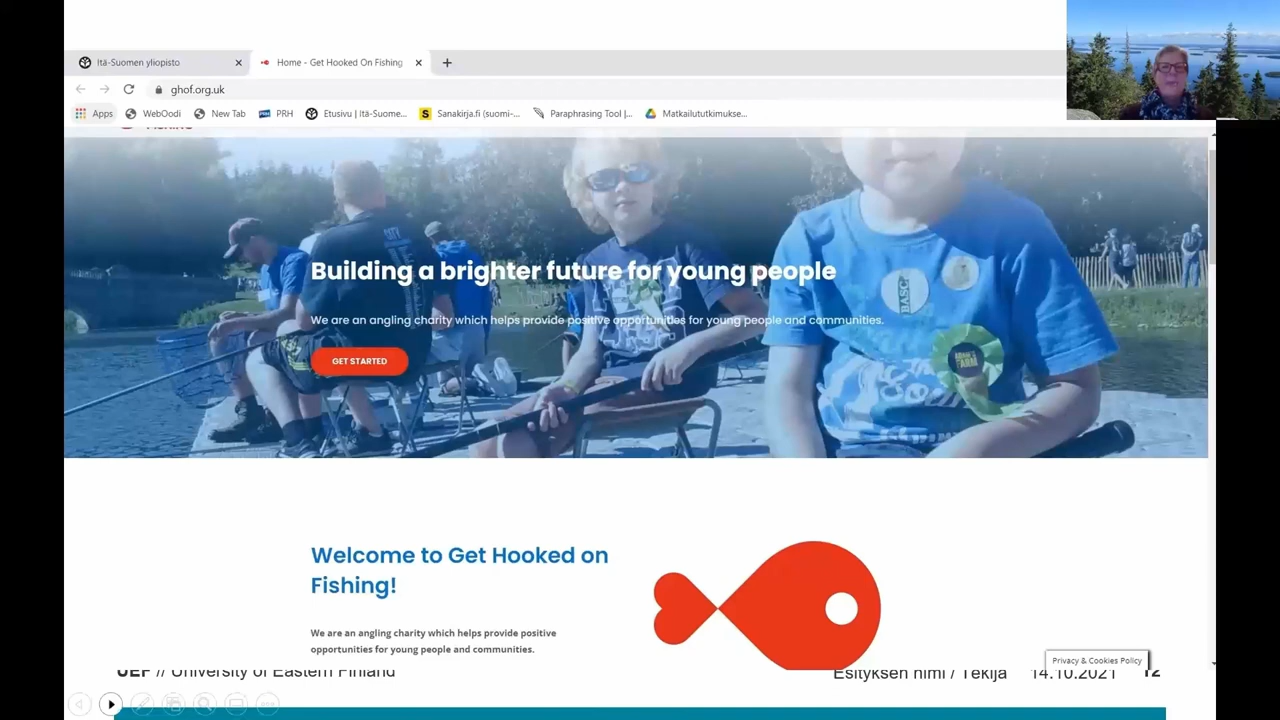 Itä-Suomen yliopisto
Home - Get Hooked On Fishing
ghof.org.uk
Apps WebOodi New Tab PRH Etusivu | Itä-Suome... Sanakirja.fi (suomi-... Paraphrasing Tool |... Matkailututkimukse...
Building a brighter future for young people
We are an angling charity which helps provide positive opportunities for young people and communities.
GET STARTED
BASC
Welcome to Get Hooked on
Fishing!
We are an angling charity which helps provide positive
opportunities for young people and communities.
Privacy & Cookies Policy
UEF // University of Eastern Finland Esityksen nimi / Tekijä 14.10.2021 12